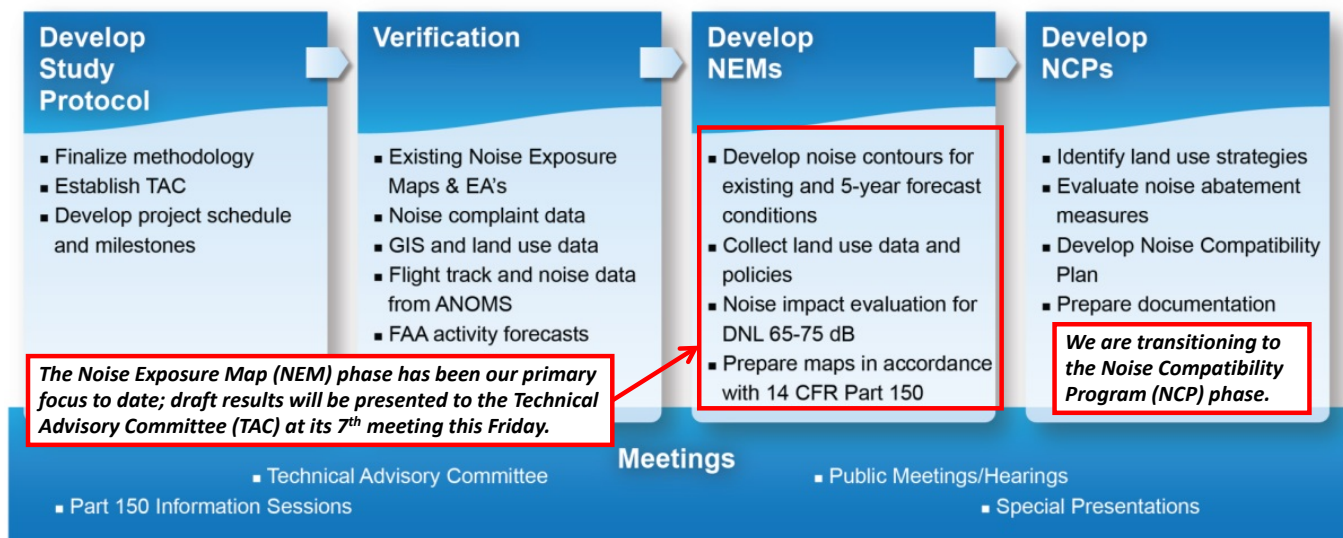 Develop
Study
Protocol
▪ Finalize methodology
▪ Establish TAC
▪ Develop project schedule
and milestones
Verification
▪ Existing Noise Exposure
Maps & EA's
▪ Noise complaint data
▪ GIS and land use data
▪ Flight track and noise data
from ANOMS
▪ FAA activity forecasts
Develop
NEMs
▪ Develop noise contours for
existing and 5-year forecast
conditions
▪ Collect land use data and
policies
▪ Noise impact evaluation for
DNL 65-75 dB
▪ Prepare maps in accordance
with 14 CFR Part 150
Develop
NCPs
▪ Identify land use strategies
▪ Evaluate noise abatement
measures
▪ Develop Noise Compatibility
Plan
▪ Prepare documentation
We are transitioning to
the Noise Compatibility
Program (NCP) phase.
The Noise Exposure Map (NEM) phase has been our primary
focus to date; draft results will be presented to the Technical
Advisory Committee (TAC) at its 7th meeting this Friday.
Meetings
▪ Technical Advisory Committee
▪ Part 150 Information Sessions
▪ Public Meetings/Hearings
▪ Special Presentations